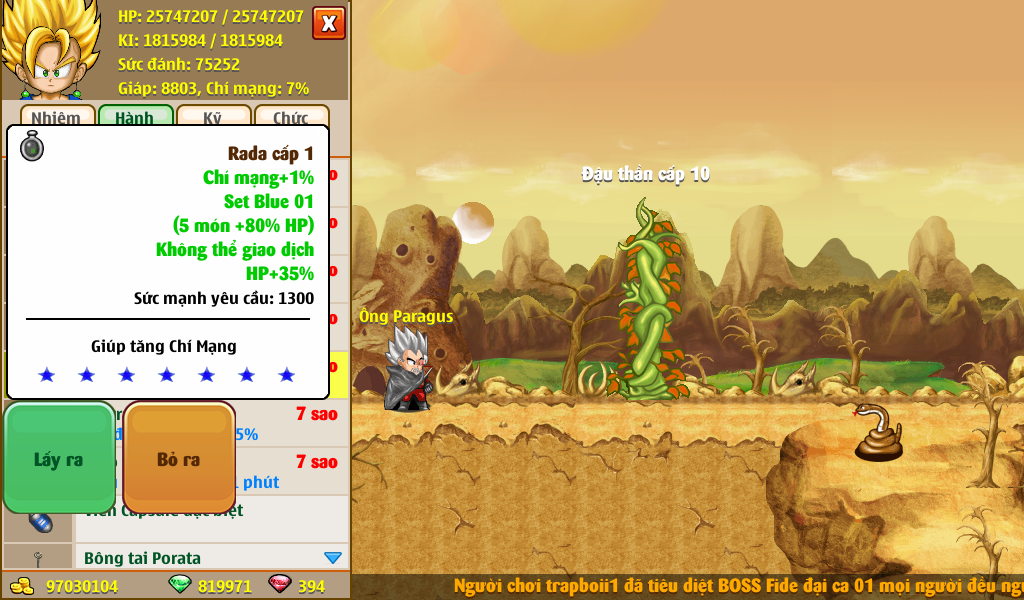 HP: 25747207 / 25747207
KI: 1815984 / 1815984
Sức đánh: 75252
Giáp: 8803, Chí mạng: 7%
X
Nhiệm
Hành
Kỹ
Chức
Rada cấp 1
Chí mạng+1%
Set Blue 01
(5 món +80% HP)
Không thể giao dịch
HP+35%
Sức mạnh yêu cầu: 1300
Giúp tăng Chí Mạng
7 sao
5%
7 sao
phút
Lấy ra
Bỏ ra
Viên Capsule đặc biệt
Bông tai Porata
97030104
819971
394
Đậu thần cấp 10
Ông Paragus
Người chơi trapboii1 đã tiêu diệt BOSS Fide đại ca 01 mọi người đều